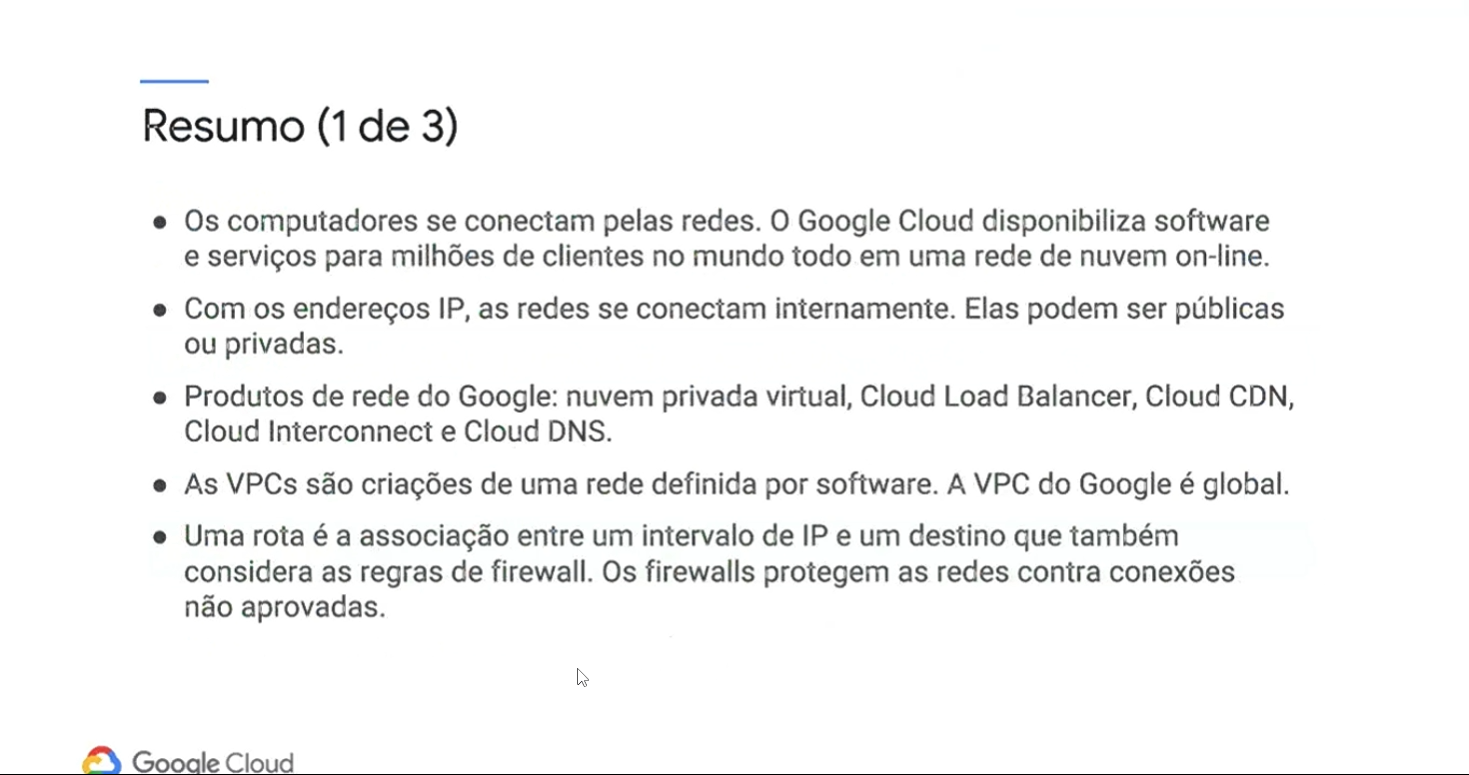 Resumo (1 de 3)
● Os computadores se conectam pelas redes. O Google Cloud disponibiliza software
e serviços para milhões de clientes no mundo todo em uma rede de nuvem on-line.
● Com os endereços IP, as redes se conectam internamente. Elas podem ser públicas
ou privadas.
● Produtos de rede do Google: nuvem privada virtual, Cloud Load Balancer, Cloud CDN,
Cloud Interconnect e Cloud DNS.
● As VPCs são criações de uma rede definida por software. A VPC do Google é global.
● Uma rota é a associação entre um intervalo de IP e um destino que também
considera as regras de firewall. Os firewalls protegem as redes contra conexões
não aprovadas.
Google Cloud